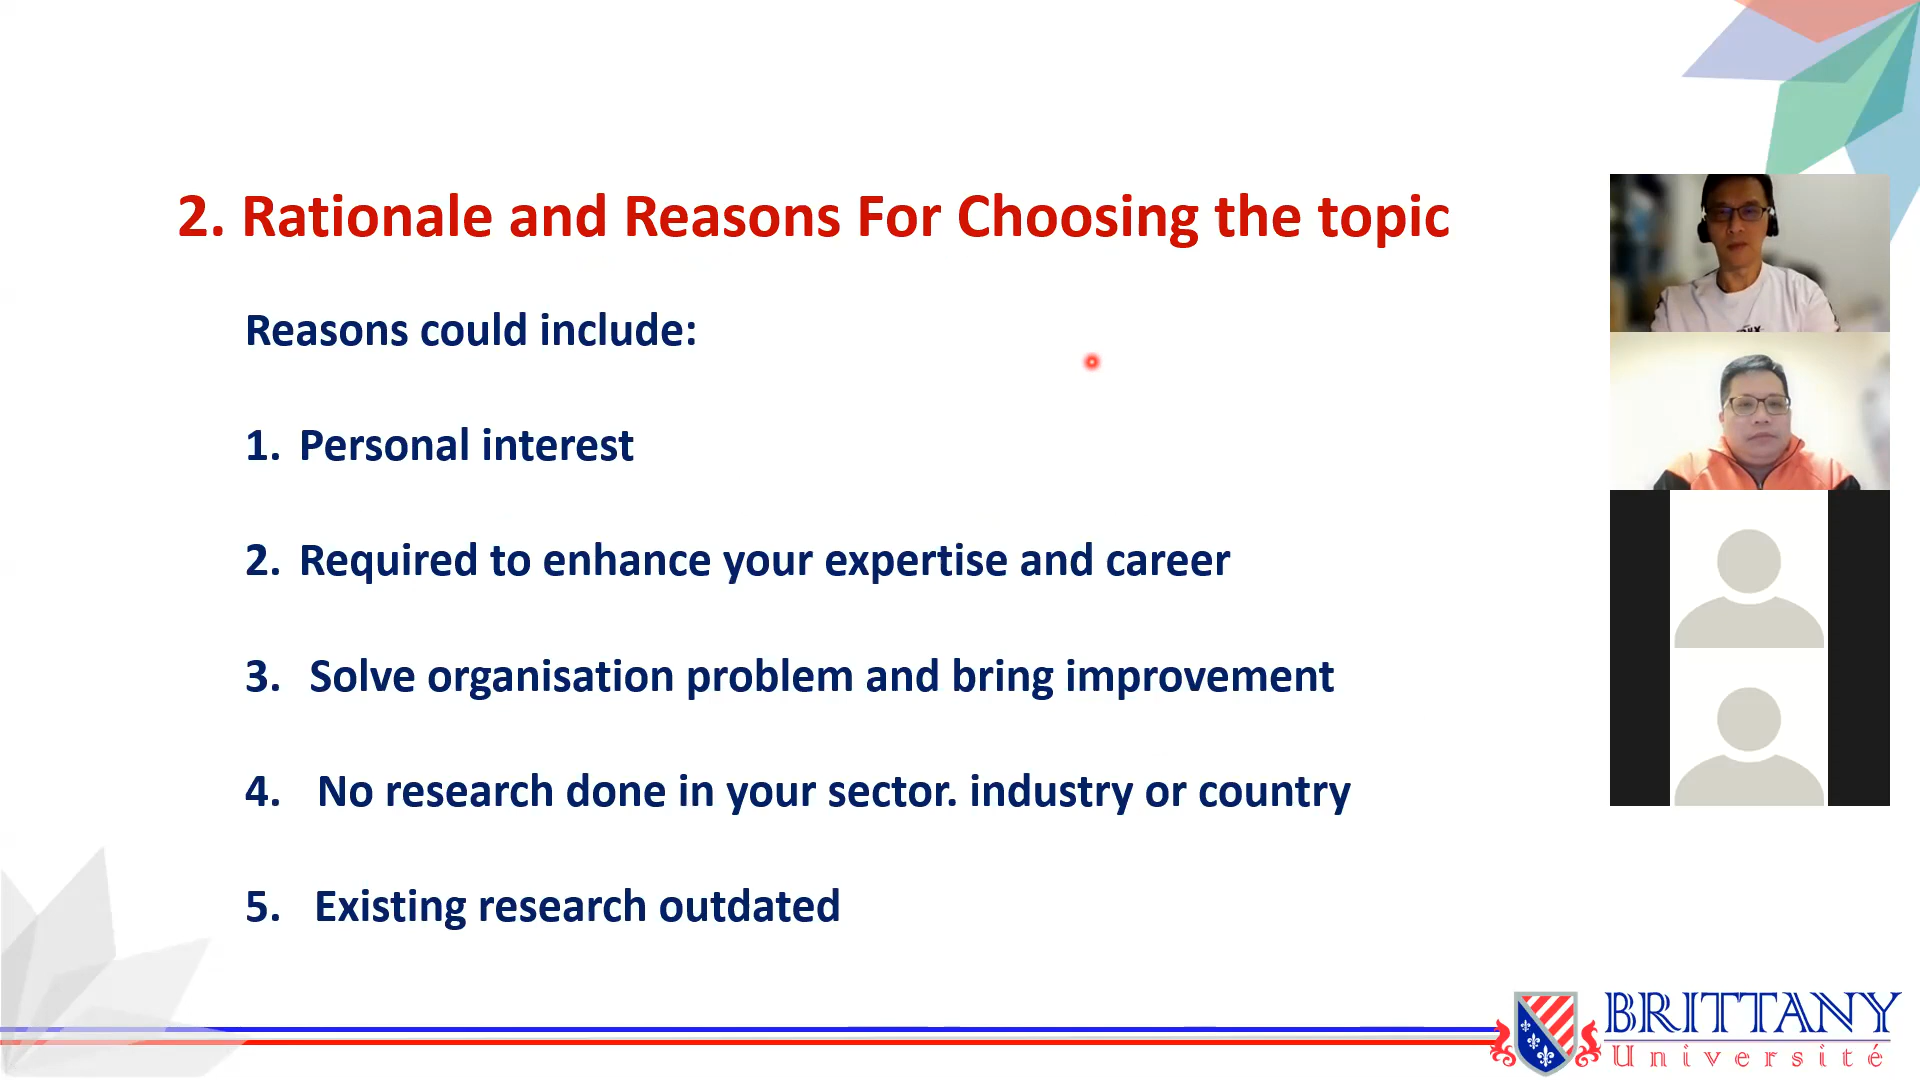 2. Rationale and Reasons For Choosing the topic
Reasons could include:
1. Personal interest
2. Required to enhance your expertise and career
3. Solve organisation problem and bring improvement
4. No research done in your sector. industry or country
5. Existing research outdated
BRITTANY
Université